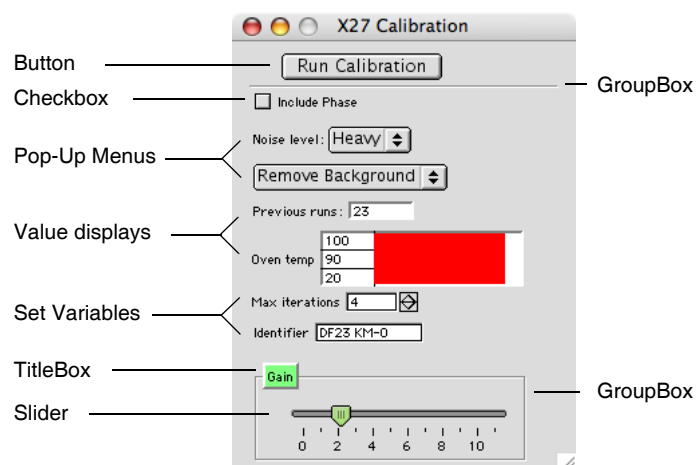 X27 Calibration
Button
Run Calibration
GroupBox
Checkbox
Include Phase
Pop-Up Menus
Noise level: Heavy
Remove Background
Value displays
Previous runs: 23
100
Oven temp 90
20
Set Variables
Max iterations 4
Identifier DF23 KM-0
TitleBox
Gain
GroupBox
Slider
0 2 4 6 8 10